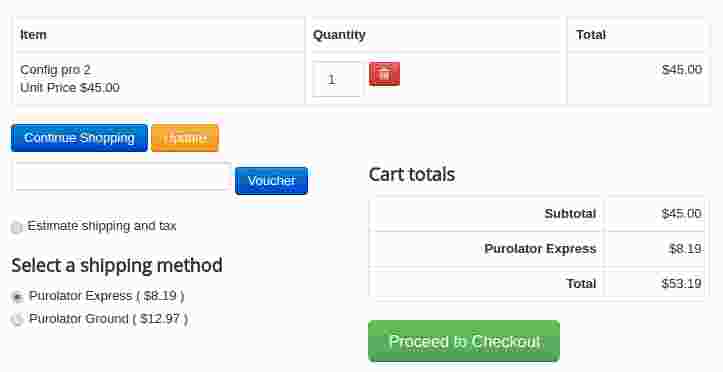 Item Quantity Total
Config pro 2
Unit Price $45.00
1
$45.00
Continue Shopping Update
Voucher
Estimate shipping and tax
Select a shipping method
Purolator Express ( $8.19 )
Purolator Ground ( $12.97 )
Cart totals
Subtotal $45.00
Purolator Express $8.19
Total $53.19
Proceed to Checkout